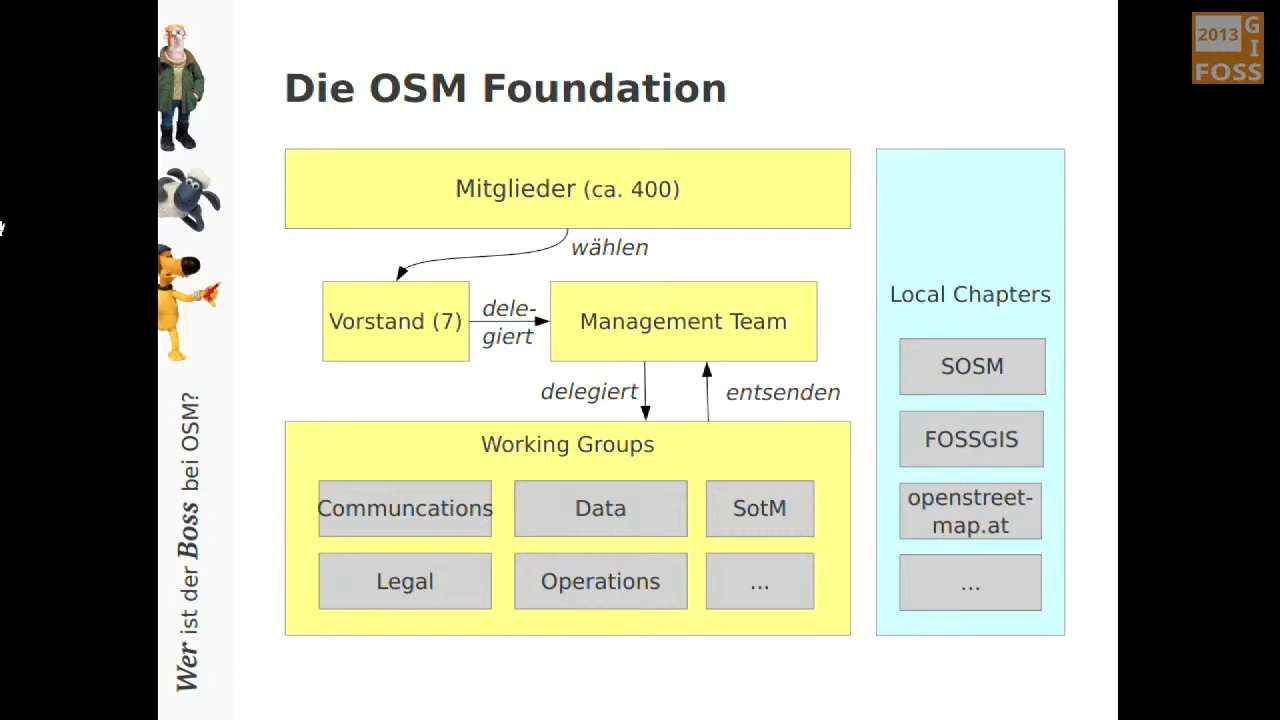 Die OSM Foundation
Mitglieder (ca. 400)
wählen
Vorstand (7)
dele-
giert
Management Team
delegiert
entsenden
Working Groups
Communcations
Data
SotM
Legal
Operations
...
Local Chapters
SOSM
FOSSGIS
openstreet-
map.at
...
Wer ist der Boss bei OSM?
2013
G
I
FOSS